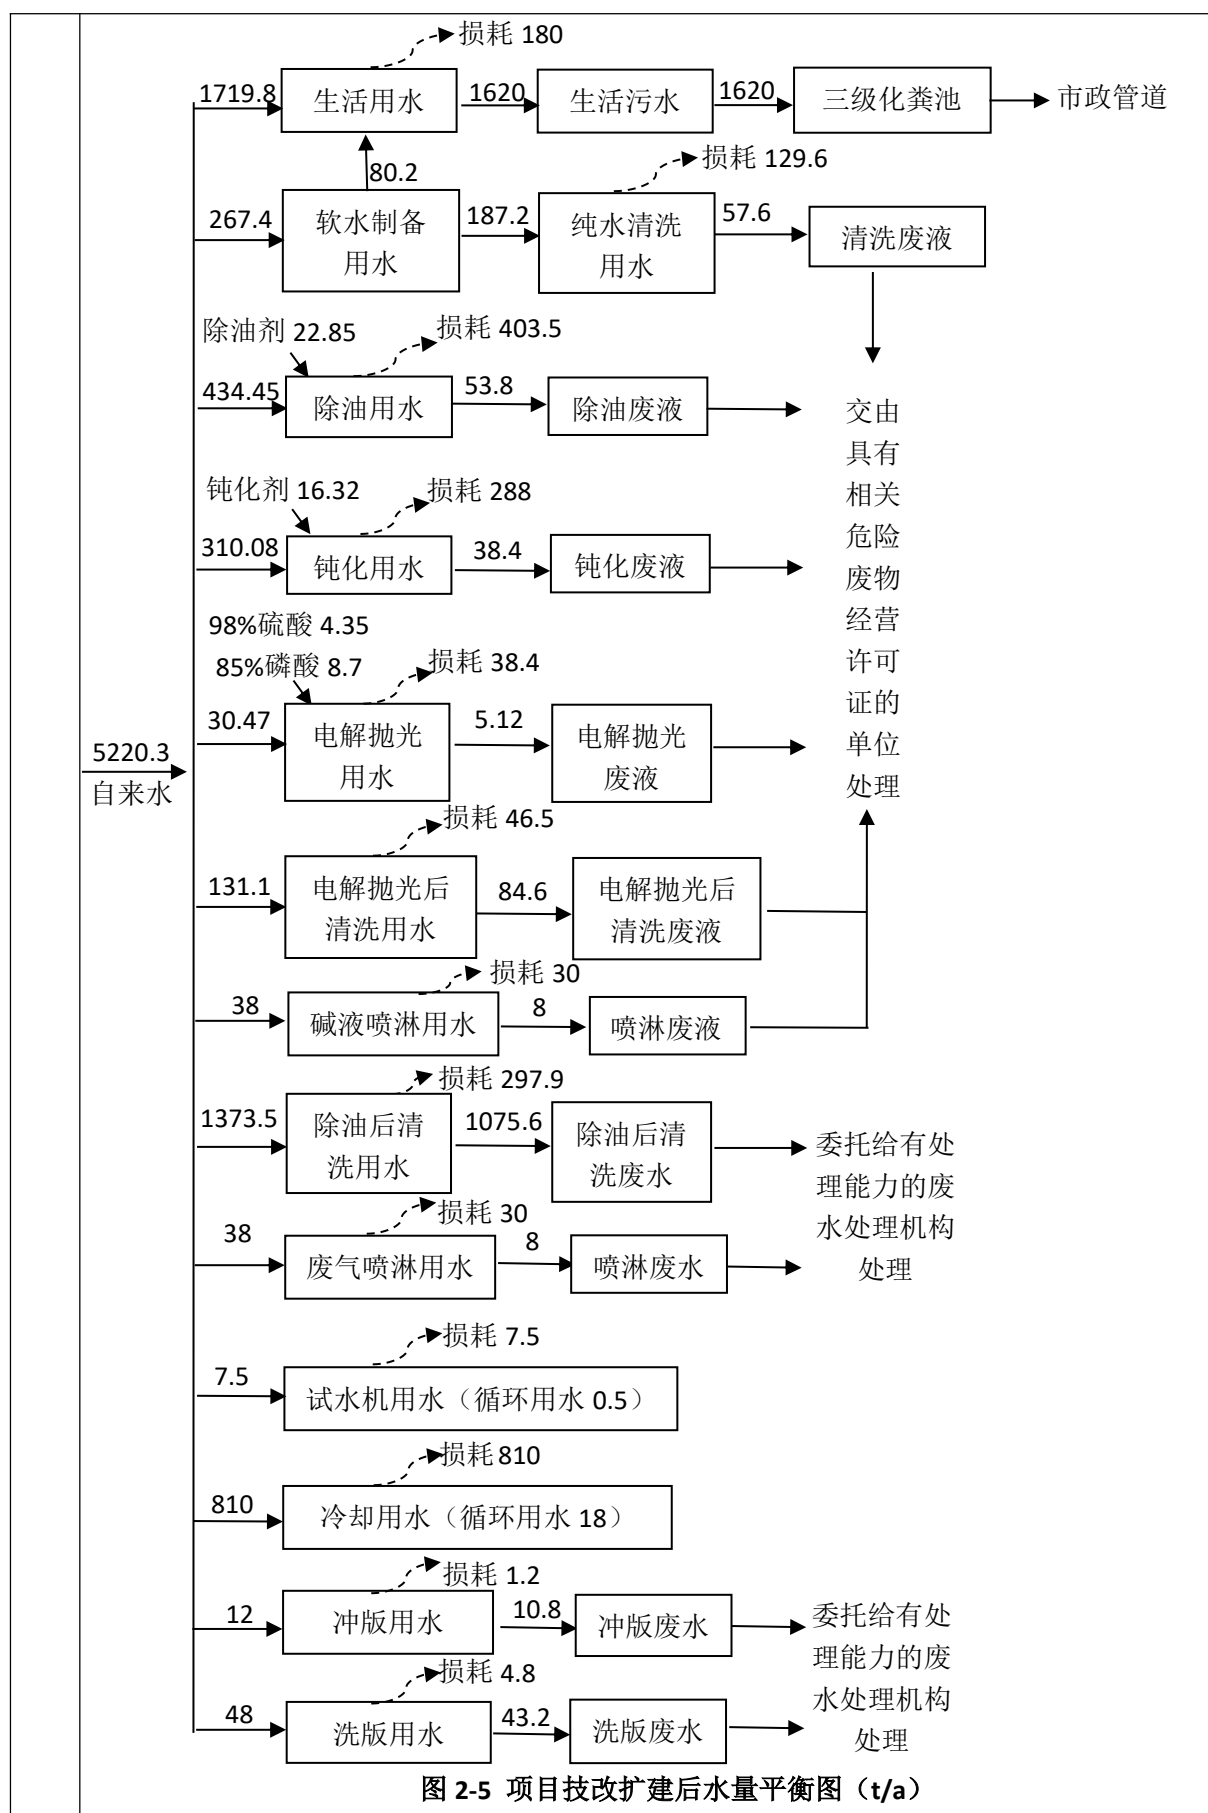 损耗 180
1719.8
生活用水
1620
生活污水
1620
三级化粪池
市政管道
80.2
损耗 129.6
267.4
软水制备
用水
187.2
纯水清洗
用水
57.6
清洗废液
除油剂 22.85
损耗 403.5
434.45
除油用水
53.8
除油废液
交由
具有
相关
危险
废物
经营
许可
证的
单位
处理
钝化剂 16.32
损耗 288
310.08
钝化用水
38.4
钝化废液
98%硫酸 4.35
85%磷酸 8.7
损耗 38.4
30.47
电解抛光
用水
5.12
电解抛光
废液
5220.3
自来水
损耗 46.5
131.1
电解抛光后
清洗用水
84.6
电解抛光后
清洗废液
损耗 30
38
碱液喷淋用水
8
喷淋废液
损耗 297.9
1373.5
除油后清
洗用水
1075.6
除油后清
洗废水
委托给有处
理能力的废
水处理机构
处理
损耗 30
38
废气喷淋用水
8
喷淋废水
损耗 7.5
7.5
试水机用水（循环用水 0.5）
损耗 810
810
冷却用水（循环用水 18）
损耗 1.2
12
冲版用水
10.8
冲版废水
委托给有处
理能力的废
水处理机构
处理
损耗 4.8
48
洗版用水
43.2
洗版废水
图 2-5 项目技改扩建后水量平衡图（t/a）